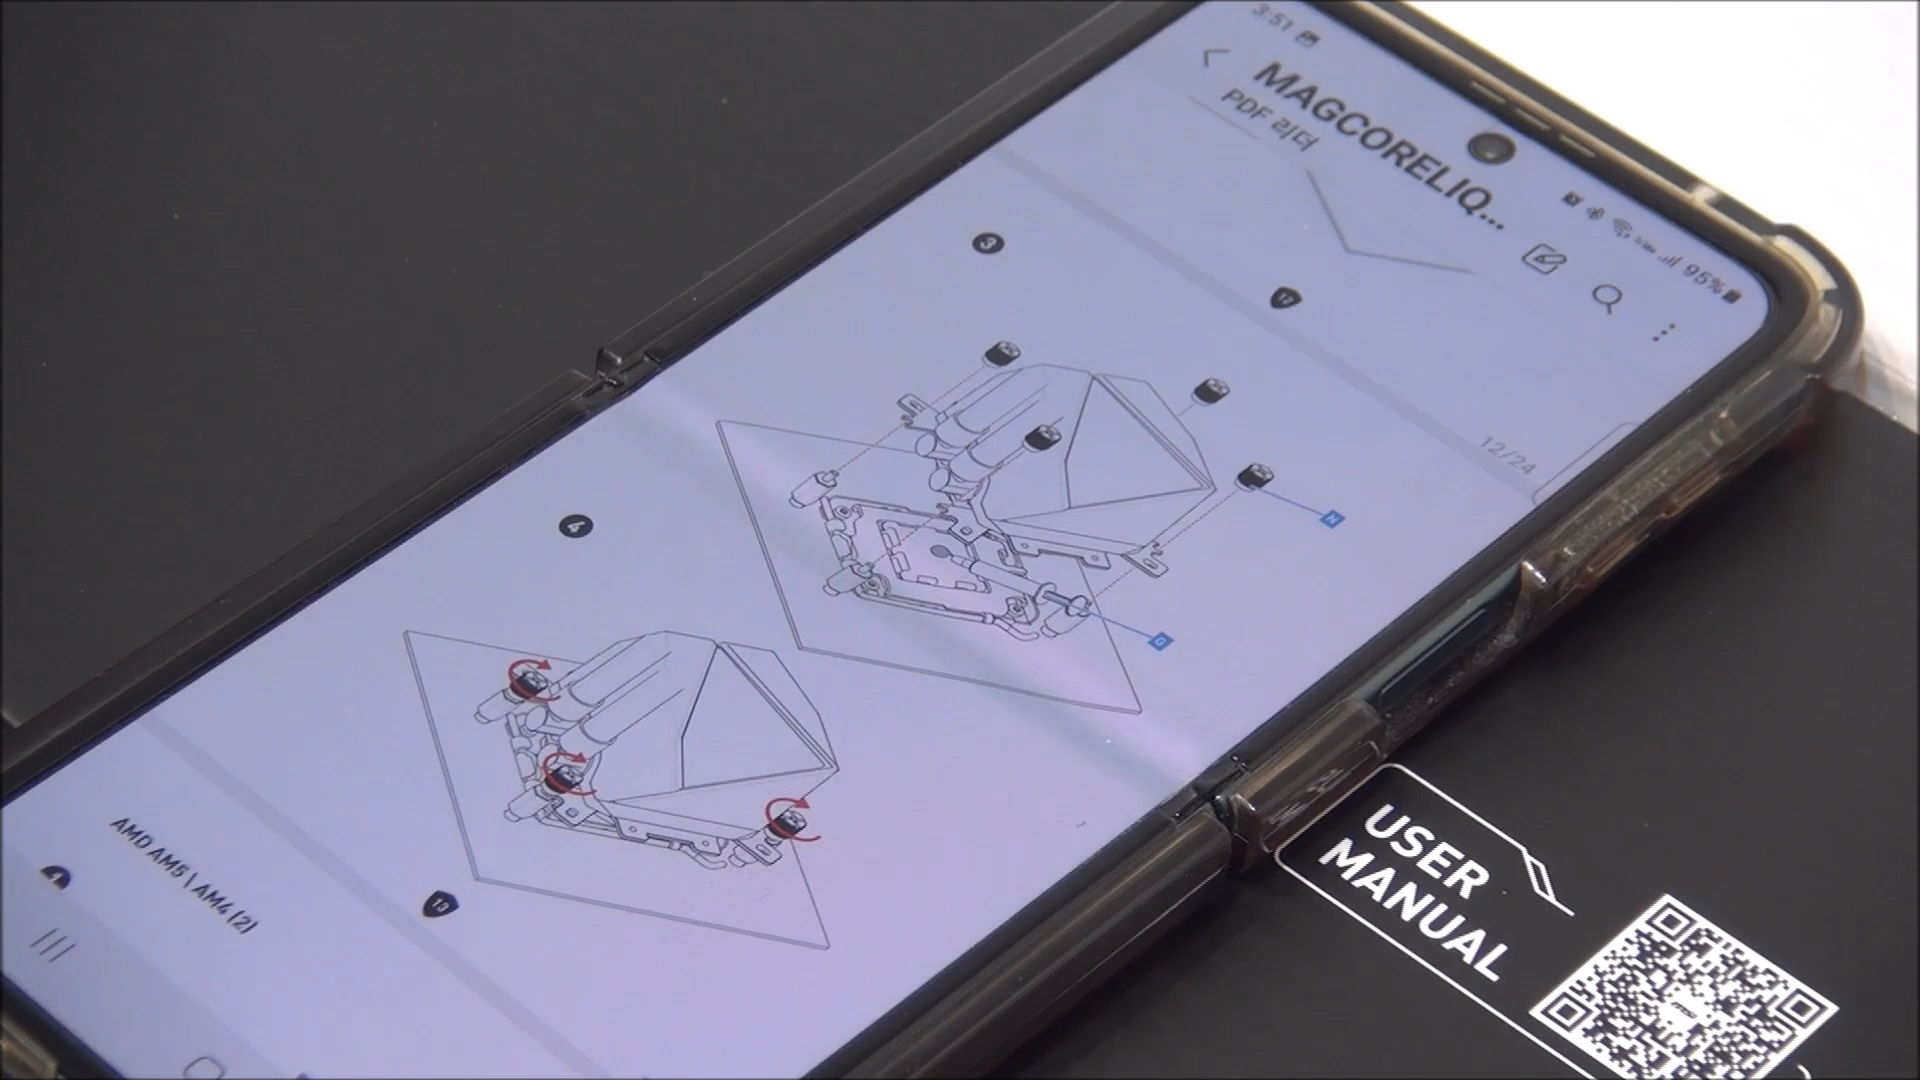 3:51
95%
MAGCORELIQ...
PDF 리더
12
12/24
3
N
G
4
13
AMD AM5 \ AM4 (2)
1
USER
MANUAL